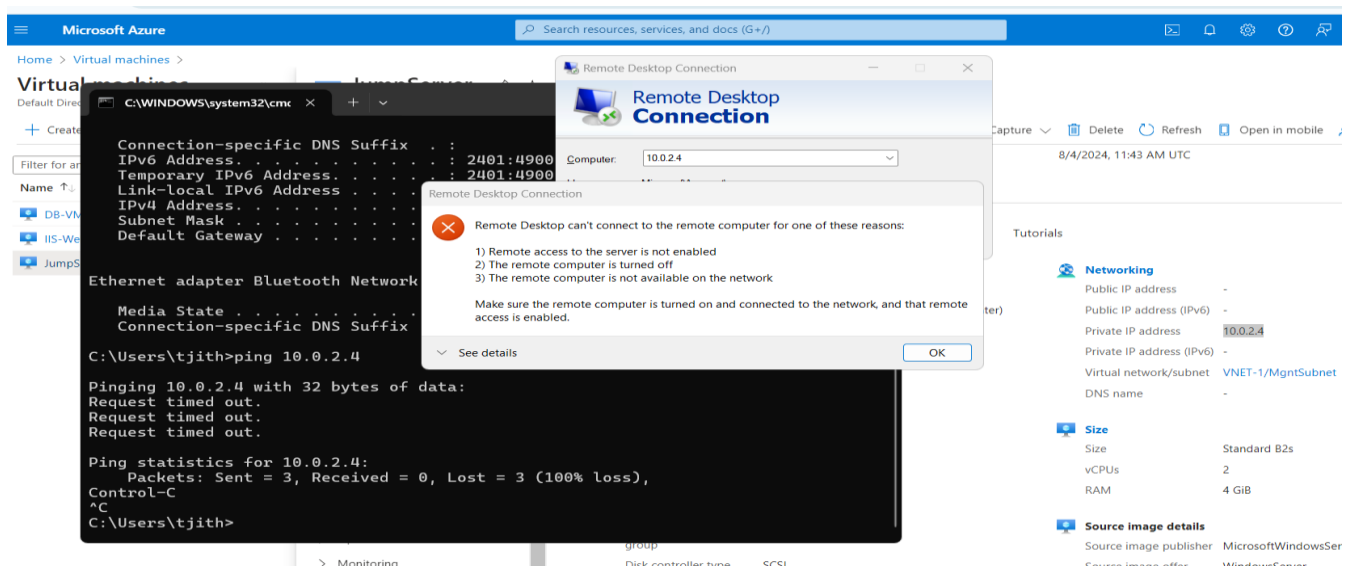 Microsoft Azure
Search resources, services, and docs (G+/)
Home > Virtual machines >
Virtual machines
JumpServer
Default Direc
Create
Filter for an
Name ↑↓
DB-VM
IIS-We
JumpS
C:\WINDOWS\system32\cmd
Connection-specific DNS Suffix . :
IPv6 Address. . . . . . . . . . . : 2401:4900
Temporary IPv6 Address. . . . . . : 2401:4900
Link-local IPv6 Address . . . .
IPv4 Address. . . . . . . . .
Subnet Mask . . . . . . . . .
Default Gateway . . . . . . . .
Ethernet adapter Bluetooth Network
Media State . . . . . . . . . .
Connection-specific DNS Suffix
C:\Users\tjith>ping 10.0.2.4
Pinging 10.0.2.4 with 32 bytes of data:
Request timed out.
Request timed out.
Request timed out.
Ping statistics for 10.0.2.4:
Packets: Sent = 3, Received = 0, Lost = 3 (100% loss),
Control-C
^C
C:\Users\tjith>
Remote Desktop Connection
Remote Desktop
Connection
Computer:
10.0.2.4
Remote Desktop Connection
Remote Desktop can't connect to the remote computer for one of these reasons:
1) Remote access to the server is not enabled
2) The remote computer is turned off
3) The remote computer is not available on the network
Make sure the remote computer is turned on and connected to the network, and that remote
access is enabled.
See details
OK
Capture
Delete
Refresh
Open in mobile
8/4/2024, 11:43 AM UTC
Tutorials
ter)
Networking
Public IP address -
Public IP address (IPv6) -
Private IP address 10.0.2.4
Private IP address (IPv6) -
Virtual network/subnet VNET-1/MgntSubnet
DNS name -
Size
Size Standard B2s
vCPUs 2
RAM 4 GiB
Source image details
Source image publisher MicrosoftWindowsSer
Source image offer WindowsServer
Monitoring
group
Disk controller type SCSI